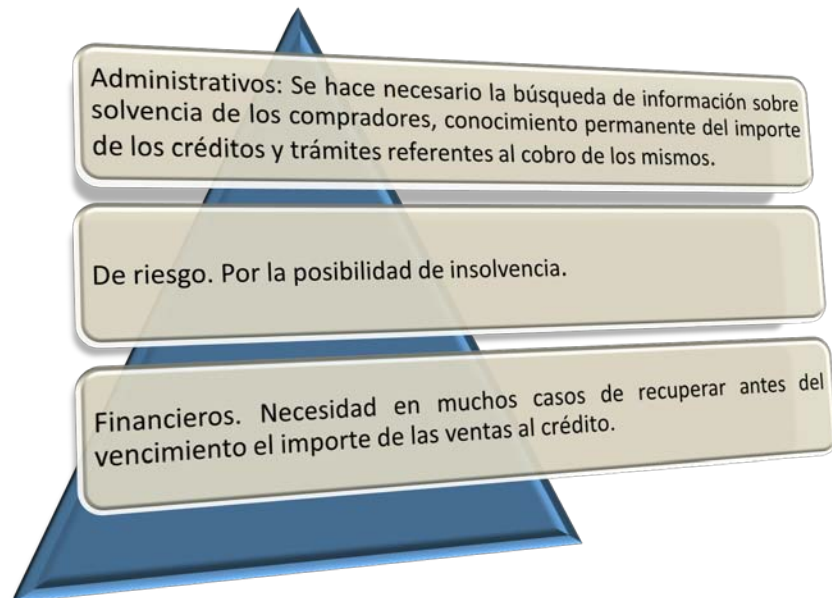 Administrativos: Se hace necesario la búsqueda de información sobre
solvencia de los compradores, conocimiento permanente del importe
de los créditos y trámites referentes al cobro de los mismos.
De riesgo. Por la posibilidad de insolvencia.
Financieros. Necesidad en muchos casos de recuperar antes del
vencimiento el importe de las ventas al crédito.